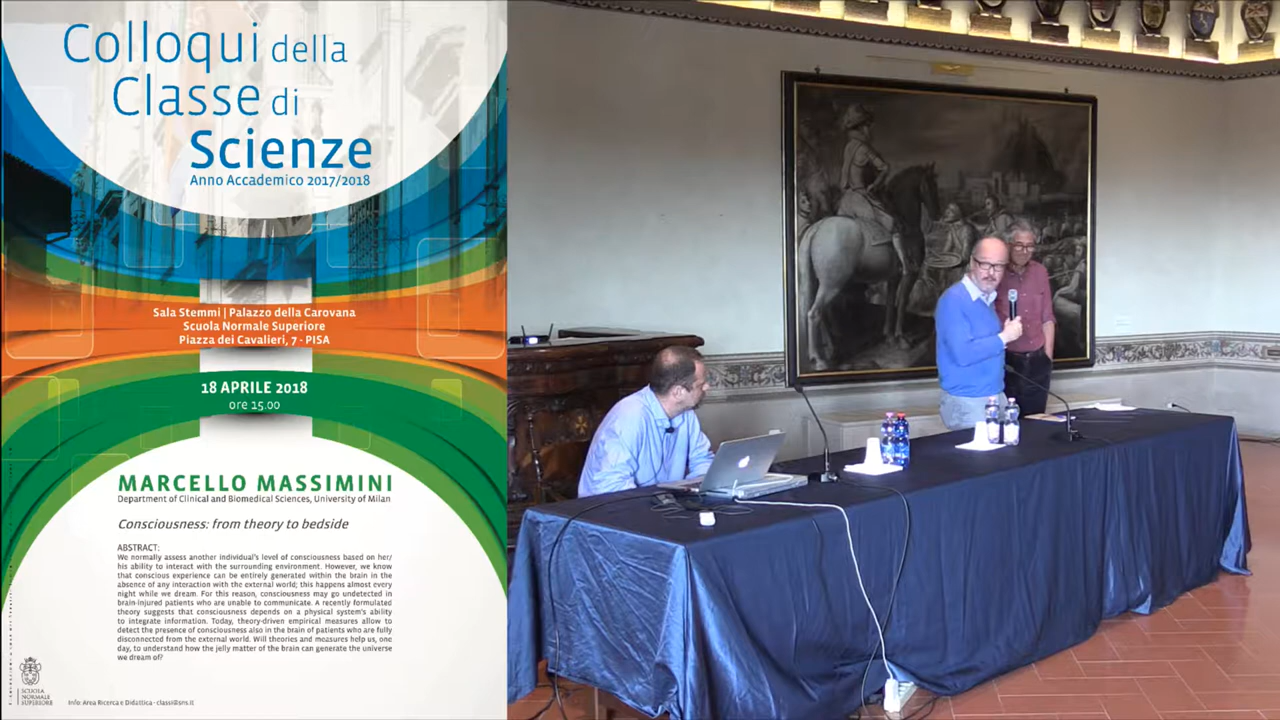 Colloqui della
Classe di
Scienze
Anno Accademico 2017/2018
Sala Stemmi | Palazzo della Carovana
Scuola Normale Superiore
Piazza dei Cavalieri, 7 - PISA
18 APRILE 2018
ore 15.00
MARCELLO MASSIMINI
Department of Clinical and Biomedical Sciences, University of Milan
Consciousness: from theory to bedside
ABSTRACT:
We normally assess another individual's level of consciousness based on her/
his ability to interact with the surrounding environment. However, we know
that conscious experience can be entirely generated within the brain in the
absence of any interaction with the external world; this happens almost every
night while we dream. For this reason, consciousness may go undetected in
brain-injured patients who are unable to communicate. A recently formulated
theory suggests that consciousness depends on a physical system's ability
to integrate information. Today, theory-driven empirical measures allow to
detect the presence of consciousness also in the brain of patients who are fully
disconnected from the external world. Will theories and measures help us, one
day, to understand how the jelly matter of the brain can generate the universe
we dream of?
SCUOLA
NORMALE
SUPERIORE
Info: Area Ricerca e Didattica - classi@sns.it